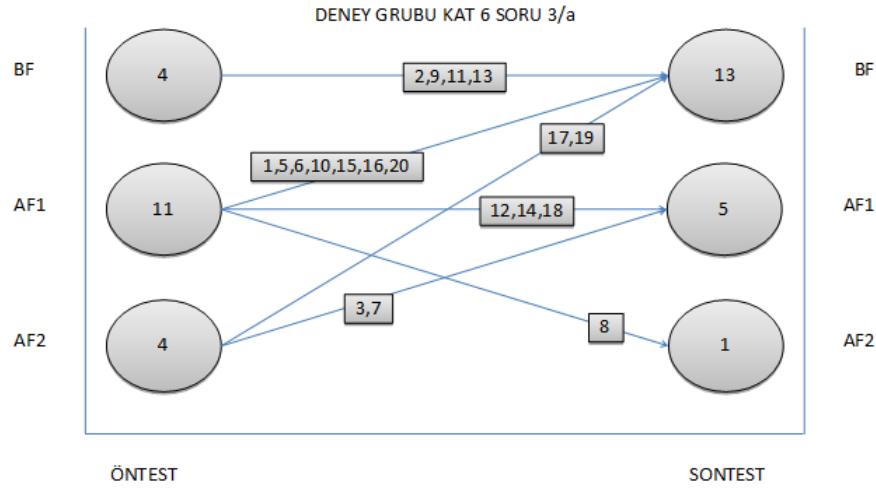 DENEY GRUBU KAT 6 SORU 3/a
BF 4 2,9,11,13 13 BF
17,19
1,5,6,10,15,16,20
AF1 11 12,14,18 5 AF1
3,7
8
AF2 4 1 AF2
ÖNTEST SONTEST